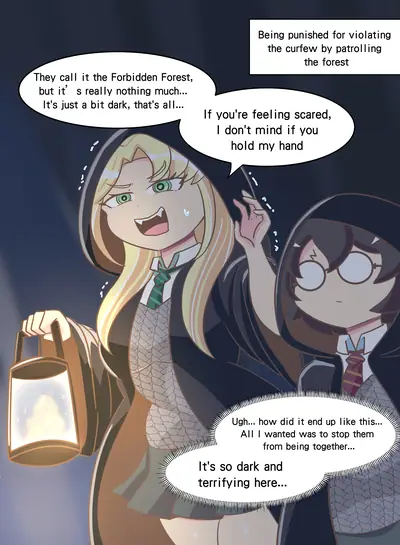 Being punished for violating
the curfew by patrolling
the forest
They call it the Forbidden Forest,
but it's really nothing much...
It's just a bit dark, that's all...
If you're feeling scared,
I don't mind if you
hold my hand
Ugh... how did it end up like this...
All I wanted was to stop them
from being together...
It's so dark and
terrifying here...